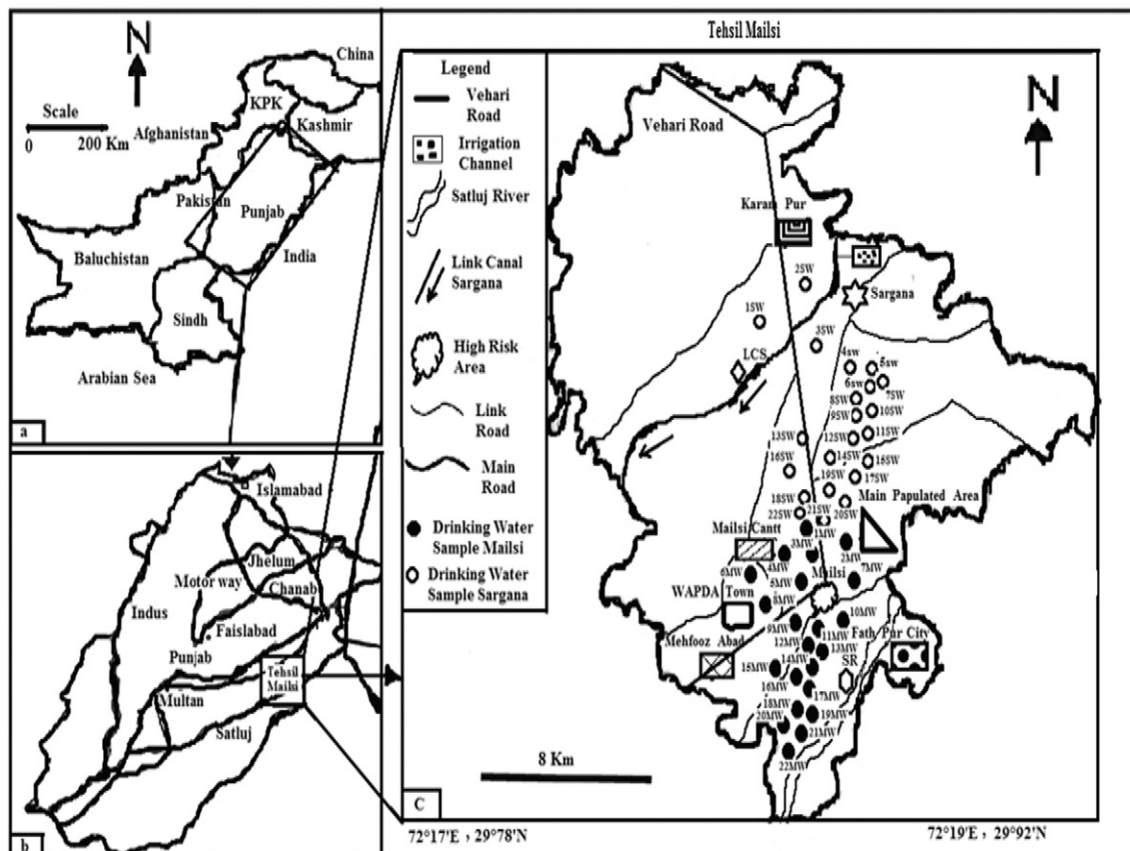 N
China
KPK
Kashmir
Scale
0 200 Km
Afghanistan
Pakistan
Punjab
Baluchistan
India
Sindh
Arabian Sea
a
Islamabad
Jhelum
Motor way
Chanab
Indus
Faislabad
Punjab
Tehsil
Mailsi
Multan
Satluj
b
Tehsil Mailsi
Legend
Vehari
Road
Irrigation
Channel
Satluj River
Link Canal
Sargana
High Risk
Area
Link
Road
Main
Road
Drinking Water
Sample Mailsi
Drinking Water
Sample Sargana
N
Vehari Road
Karam Pur
2SW
Sargana
1SW
3SW
LCS
4SW
5SW
6SW
7SW
8SW
9SW
10SW
11SW
13SW
12SW
14SW
15SW
16SW
17SW
19SW
18SW
20SW
Main Papulated Area
22SW
21SW
Mailsi Cantt
1MW
3MW
2MW
4MW
Mailsi
7MW
6MW
5MW
WAPDA Town
8MW
10MW
9MW
11MW
Fath Pur City
Mehfooz Abad
12MW
13MW
14MW
SR
15MW
16MW
17MW
18MW
19MW
20MW
21MW
22MW
8 Km
C
72°17'E , 29°78'N
72°19'E , 29°92'N